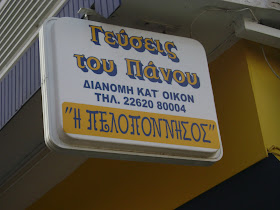 Γεύσεις
του Πάνου
ΔΙΑΝΟΜΗ ΚΑΤ' ΟΙΚΟΝ
ΤΗΛ. 22620 80004
"Η ΠΕΛΟΠΟΝΝΗΣΟΣ"